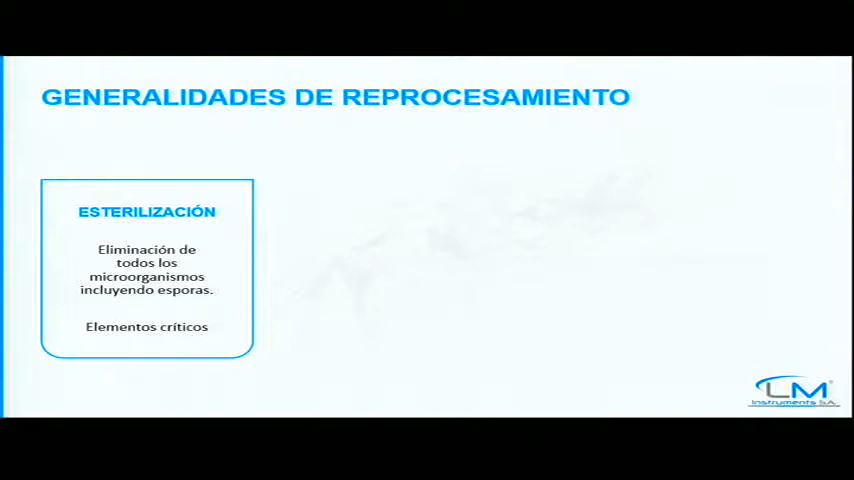 GENERALIDADES DE REPROCESAMIENTO
ESTERILIZACIÓN
Eliminación de
todos los
microorganismos
incluyendo esporas.
Elementos críticos
LM®
Instruments S.A.